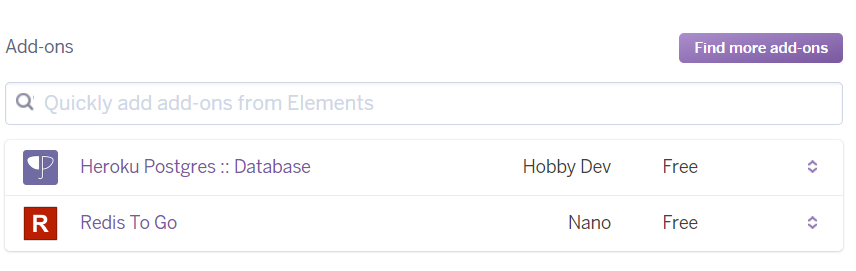 Add-ons
Find more add-ons
Quickly add add-ons from Elements
Heroku Postgres :: Database Hobby Dev Free
R Redis To Go Nano Free